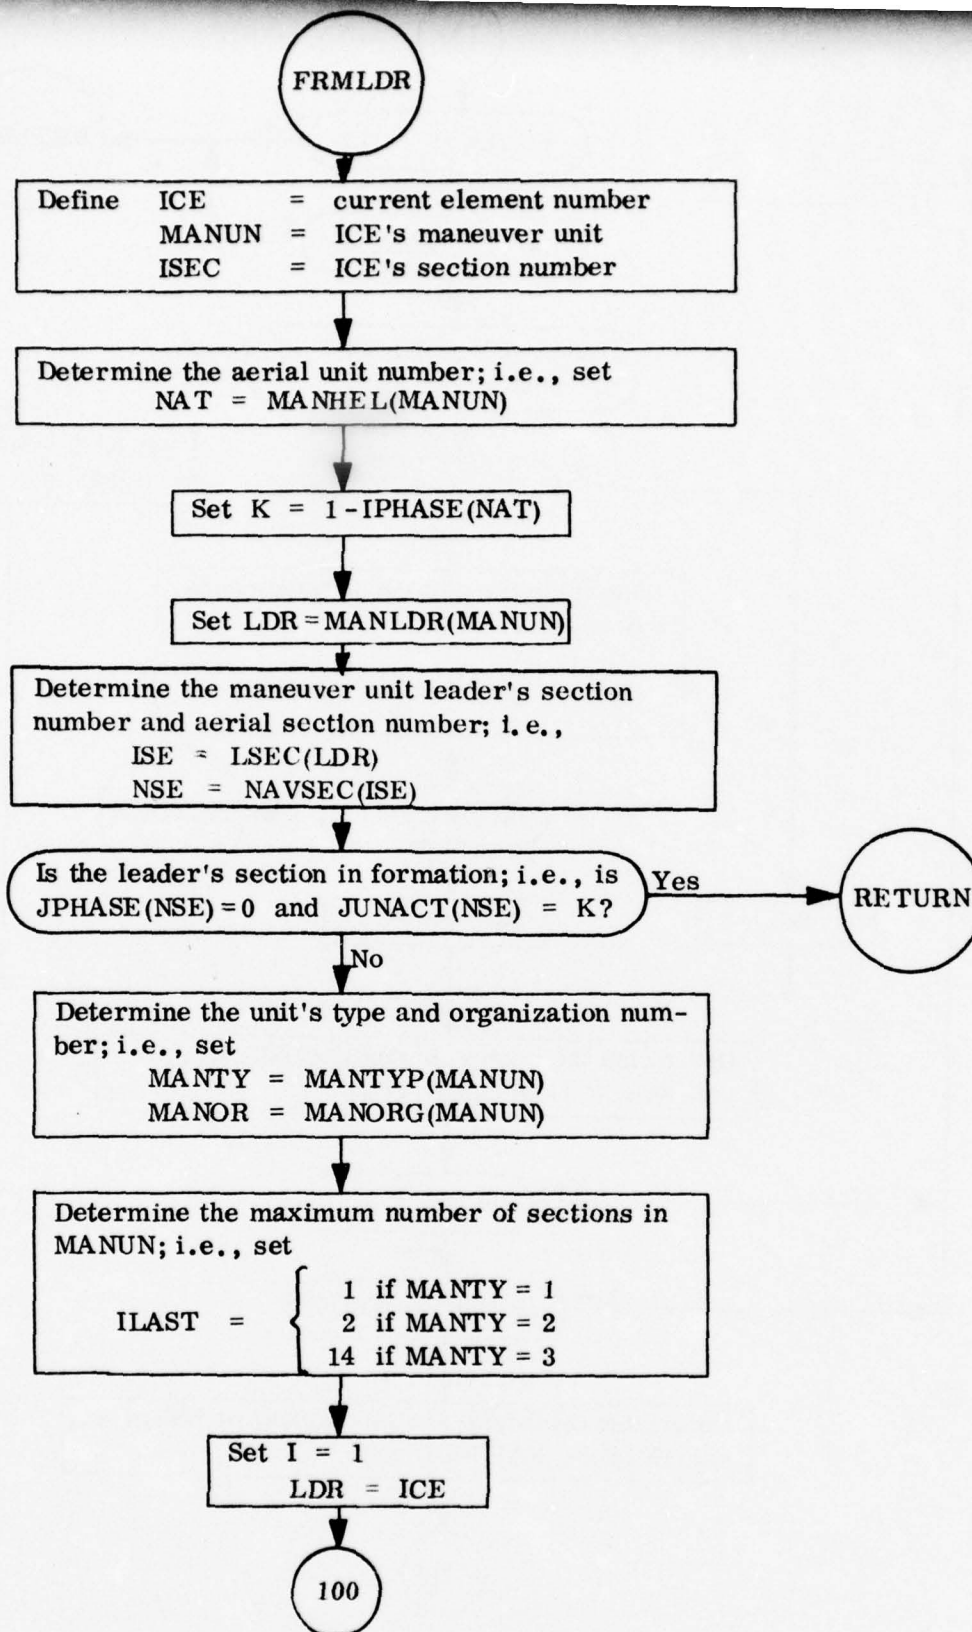 FRMLDR
Define ICE = current element number
MANUN = ICE's maneuver unit
ISEC = ICE's section number
Determine the aerial unit number; i.e., set
NAT = MANHEL(MANUN)
Set K = 1-IPHASE(NAT)
Set LDR=MANLDR(MANUN)
Determine the maneuver unit leader's section
number and aerial section number; i.e.,
ISE = LSEC(LDR)
NSE = NAVSEC(ISE)
Is the leader's section in formation; i.e., is
JPHASE(NSE)=0 and JUNACT(NSE) = K?
Yes
RETURN
No
Determine the unit's type and organization num-
ber; i.e., set
MANTY = MANTYP(MANUN)
MANOR = MANORG(MANUN)
Determine the maximum number of sections in
MANUN; i.e., set
1 if MANTY = 1
ILAST = { 2 if MANTY = 2
14 if MANTY = 3
Set I = 1
LDR = ICE
100